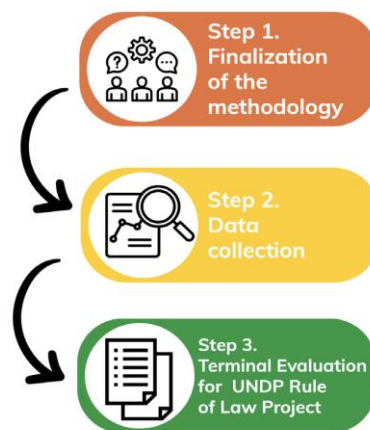 Step 1.
Finalization
of the
methodology
Step 2.
Data
collection
Step 3.
Terminal Evaluation
for UNDP Rule
of Law Project